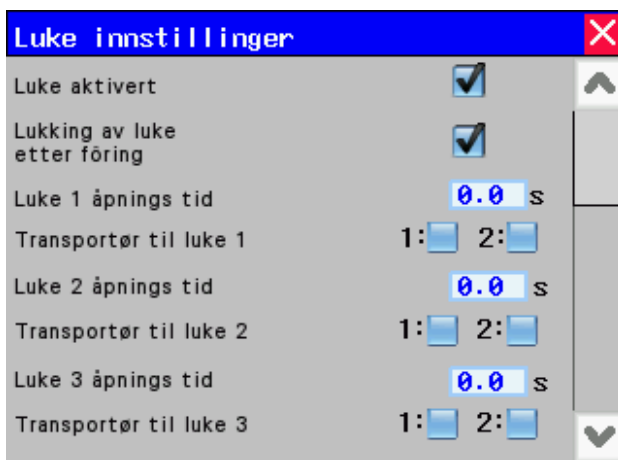 Luke innstillinger
Luke aktivert
Lukking av luke
etter fôring
Luke 1 åpnings tid 0.0 s
Transportør til luke 1 1: 2:
Luke 2 åpnings tid 0.0 s
Transportør til luke 2 1: 2:
Luke 3 åpnings tid 0.0 s
Transportør til luke 3 1: 2: